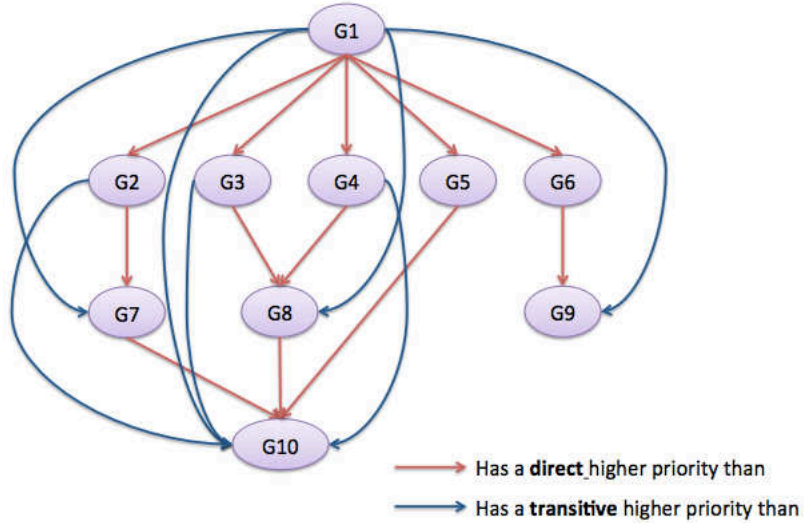 G1
G2
G3
G4
G5
G6
G7
G8
G9
G10
Has a direct higher priority than
Has a transitive higher priority than